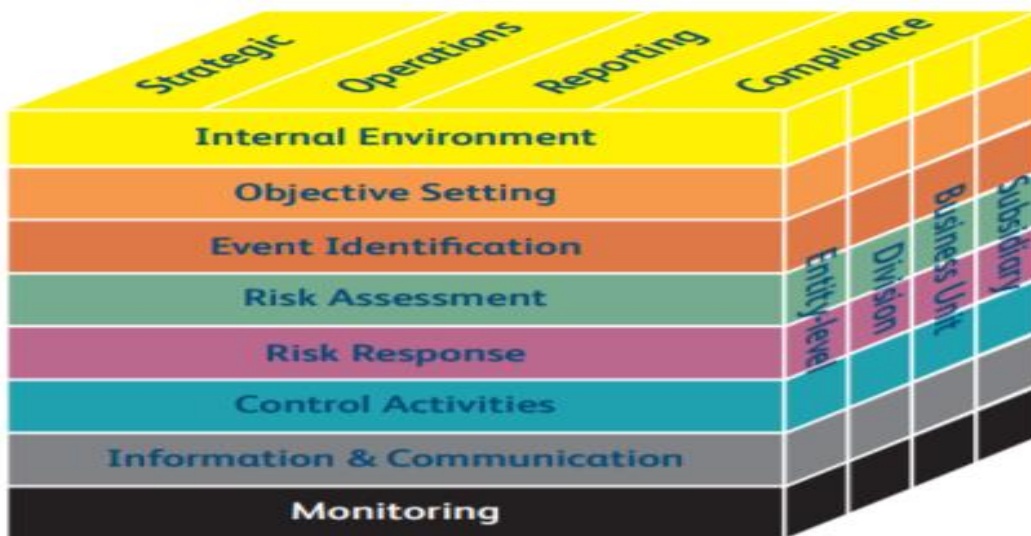 Strategic
Operations
Reporting
Compliance
Internal Environment
Objective Setting
Event Identification
Risk Assessment
Risk Response
Control Activities
Information & Communication
Monitoring
Entity-level
Division
Business Unit
Subsidiary